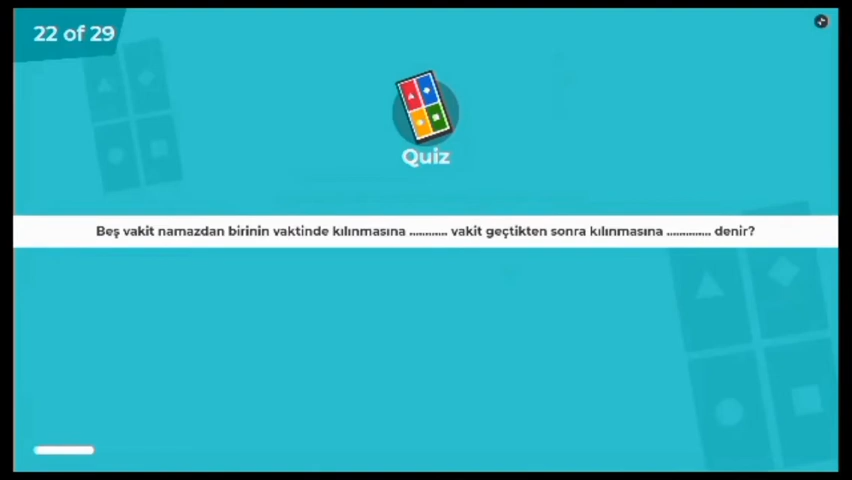 22 of 29
Quiz
Beş vakit namazdan birinin vaktinde kılınmasına ........... vakit geçtikten sonra kılınmasına ............. denir?